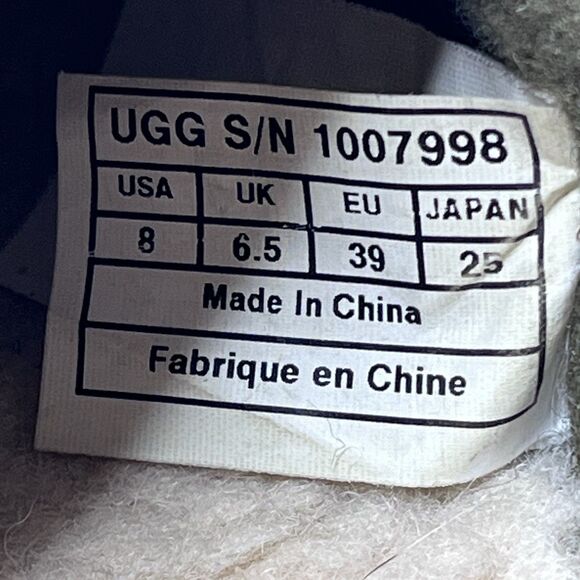 UGG S/N 1007998
USA UK EU JAPAN
8 6.5 39 25
Made In China
Fabrique en Chine